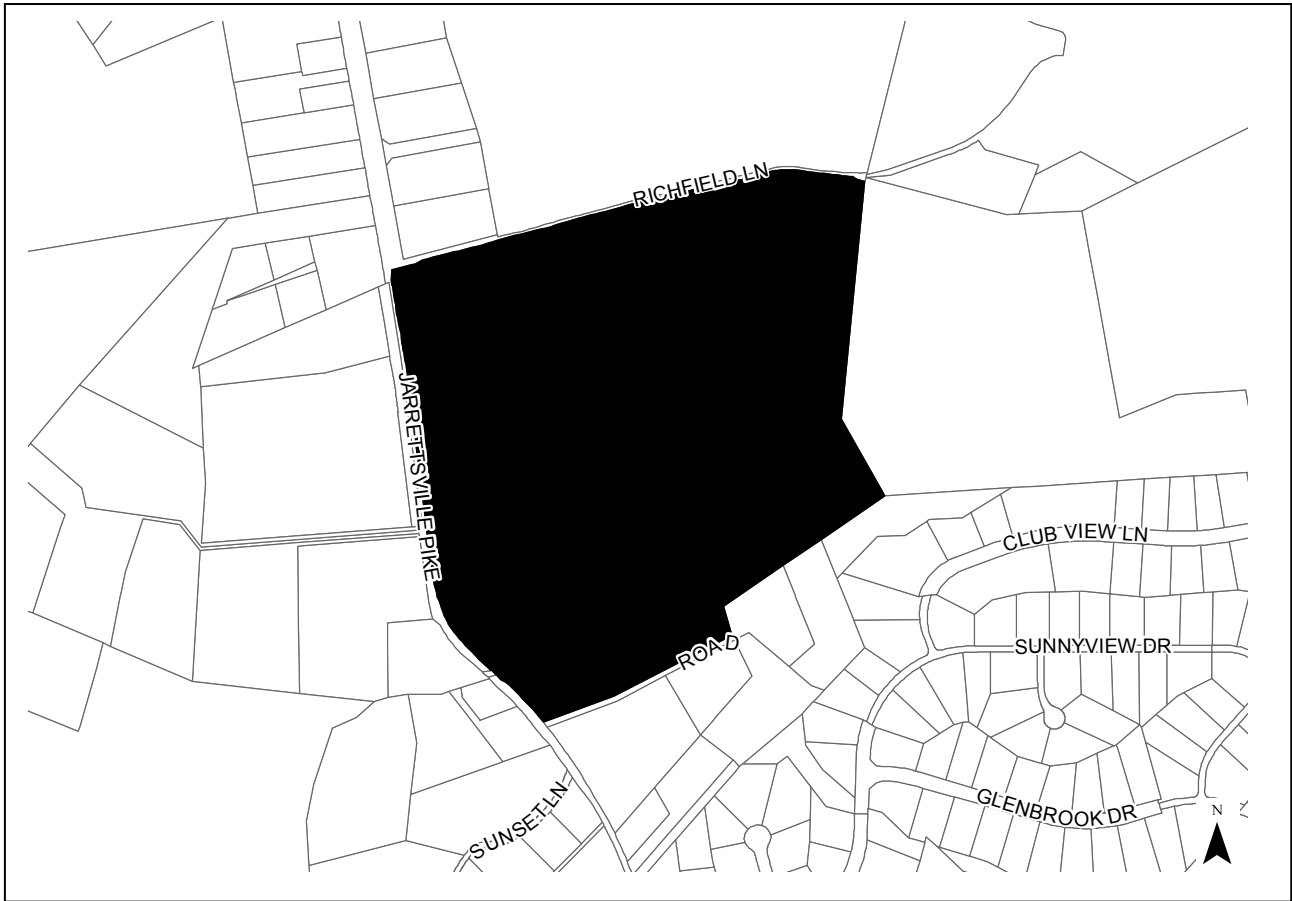 RICHFIELD LN
JARRETTSVILLE PIKE
CLUB VIEW LN
SUNNYVIEW DR
ROAD
GLENBROOK DR
SUNSET LN
N